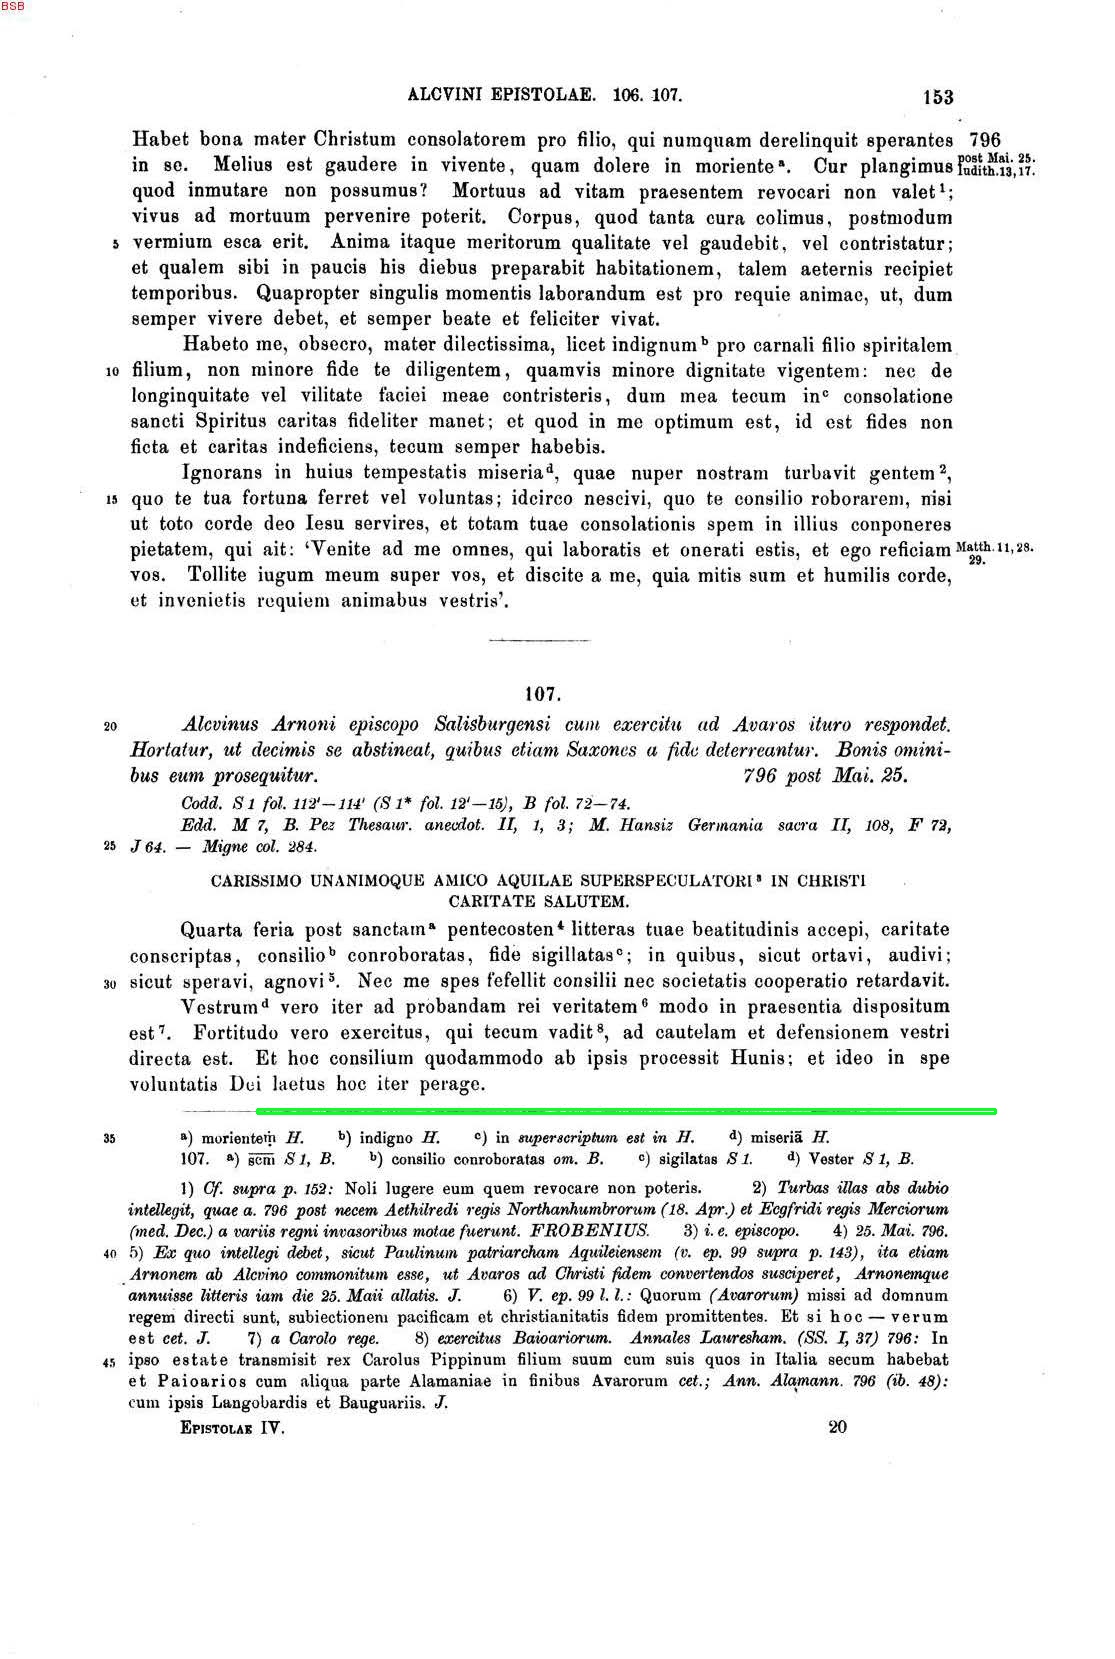 BSB
ALCVINI EPISTOLAE. 106. 107. 153
Habet bona mater Christum consolatorem pro filio, qui numquam derelinquit sperantes 796
in se. Melius est gaudere in vivente, quam dolere in moriente a. Cur plangimus post Mai. 25. Iudith. 13, 17.
quod inmutare non possumus? Mortuus ad vitam praesentem revocari non valet 1;
vivus ad mortuum pervenire poterit. Corpus, quod tanta cura colimus, postmodum
5 vermium esca erit. Anima itaque meritorum qualitate vel gaudebit, vel contristatur;
et qualem sibi in paucis his diebus preparabit habitationem, talem aeternis recipiet
temporibus. Quapropter singulis momentis laborandum est pro requie animae, ut, dum
semper vivere debet, et semper beate et feliciter vivat.
Habeto me, obsecro, mater dilectissima, licet indignum b pro carnali filio spiritalem
10 filium, non minore fide te diligentem, quamvis minore dignitate vigentem: nec de
longinquitate vel vilitate faciei meae contristeris, dum mea tecum in c consolatione
sancti Spiritus caritas fideliter manet; et quod in me optimum est, id est fides non
ficta et caritas indeficiens, tecum semper habebis.
Ignorans in huius tempestatis miseria d, quae nuper nostram turbavit gentem 2,
15 quo te tua fortuna ferret vel voluntas; idcirco nescivi, quo te consilio roborarem, nisi
ut toto corde deo Iesu servires, et totam tuae consolationis spem in illius conponeres
pietatem, qui ait: ‘Venite ad me omnes, qui laboratis et onerati estis, et ego reficiam Matth. 11, 28. 29.
vos. Tollite iugum meum super vos, et discite a me, quia mitis sum et humilis corde,
et invenietis requiem animabus vestris’.
107.
20 Alcvinus Arnoni episcopo Salisburgensi cum exercitu ad Avaros ituro respondet.
Hortatur, ut decimis se abstineat, quibus etiam Saxones a fide deterreantur. Bonis omini-
bus eum prosequitur. 796 post Mai. 25.
Codd. S 1 fol. 112'—114' (S 1* fol. 12'—15), B fol. 72—74.
Edd. M 7, B. Pez Thesaur. anecdot. II, 1, 3; M. Hansiz Germania sacra II, 108, F 72,
25 J 64. — Migne col. 284.
CARISSIMO UNANIMOQUE AMICO AQUILAE SUPERSPECULATORI 3 IN CHRISTI
CARITATE SALUTEM.
Quarta feria post sanctam a pentecosten 4 litteras tuae beatitudinis accepi, caritate
conscriptas, consilio b conroboratas, fide sigillatas c; in quibus, sicut ortavi, audivi;
30 sicut speravi, agnovi 5. Nec me spes fefellit consilii nec societatis cooperatio retardavit.
Vestrum d vero iter ad probandam rei veritatem 6 modo in praesentia dispositum
est 7. Fortitudo vero exercitus, qui tecum vadit 8, ad cautelam et defensionem vestri
directa est. Et hoc consilium quodammodo ab ipsis processit Hunis; et ideo in spe
voluntatis Dei laetus hoc iter perage.
35 a) morientem H. b) indigno H. c) in superscriptum est in H. d) miseriā H.
107. a) scm S 1, B. b) consilio conroboratas om. B. c) sigilatas S 1. d) Vester S 1, B.
1) Cf. supra p. 152: Noli lugere eum quem revocare non poteris. 2) Turbas illas abs dubio
intellegit, quae a. 796 post necem Aethilredi regis Northanhumbrorum (18. Apr.) et Ecgfridi regis Merciorum
(med. Dec.) a variis regni invasoribus motae fuerunt. FROBENIUS. 3) i. e. episcopo. 4) 25. Mai. 796.
40 5) Ex quo intellegi debet, sicut Paulinum patriarcham Aquileiensem (v. ep. 99 supra p. 143), ita etiam
Arnonem ab Alcvino commonitum esse, ut Avaros ad Christi fidem convertendos susciperet, Arnonemque
annuisse litteris iam die 25. Maii allatis. J. 6) V. ep. 99 l. l.: Quorum (Avarorum) missi ad domnum
regem directi sunt, subiectionem pacificam et christianitatis fidem promittentes. Et si hoc — verum
est cet. J. 7) a Carolo rege. 8) exercitus Baioariorum. Annales Lauresham. (SS. I, 37) 796: In
45 ipso estate transmisit rex Carolus Pippinum filium suum cum suis quos in Italia secum habebat
et Paioarios cum aliqua parte Alamaniae in finibus Avarorum cet.; Ann. Alamann. 796 (ib. 48):
cum ipsis Langobardis et Bauguariis. J.
EPISTOLAE IV. 20